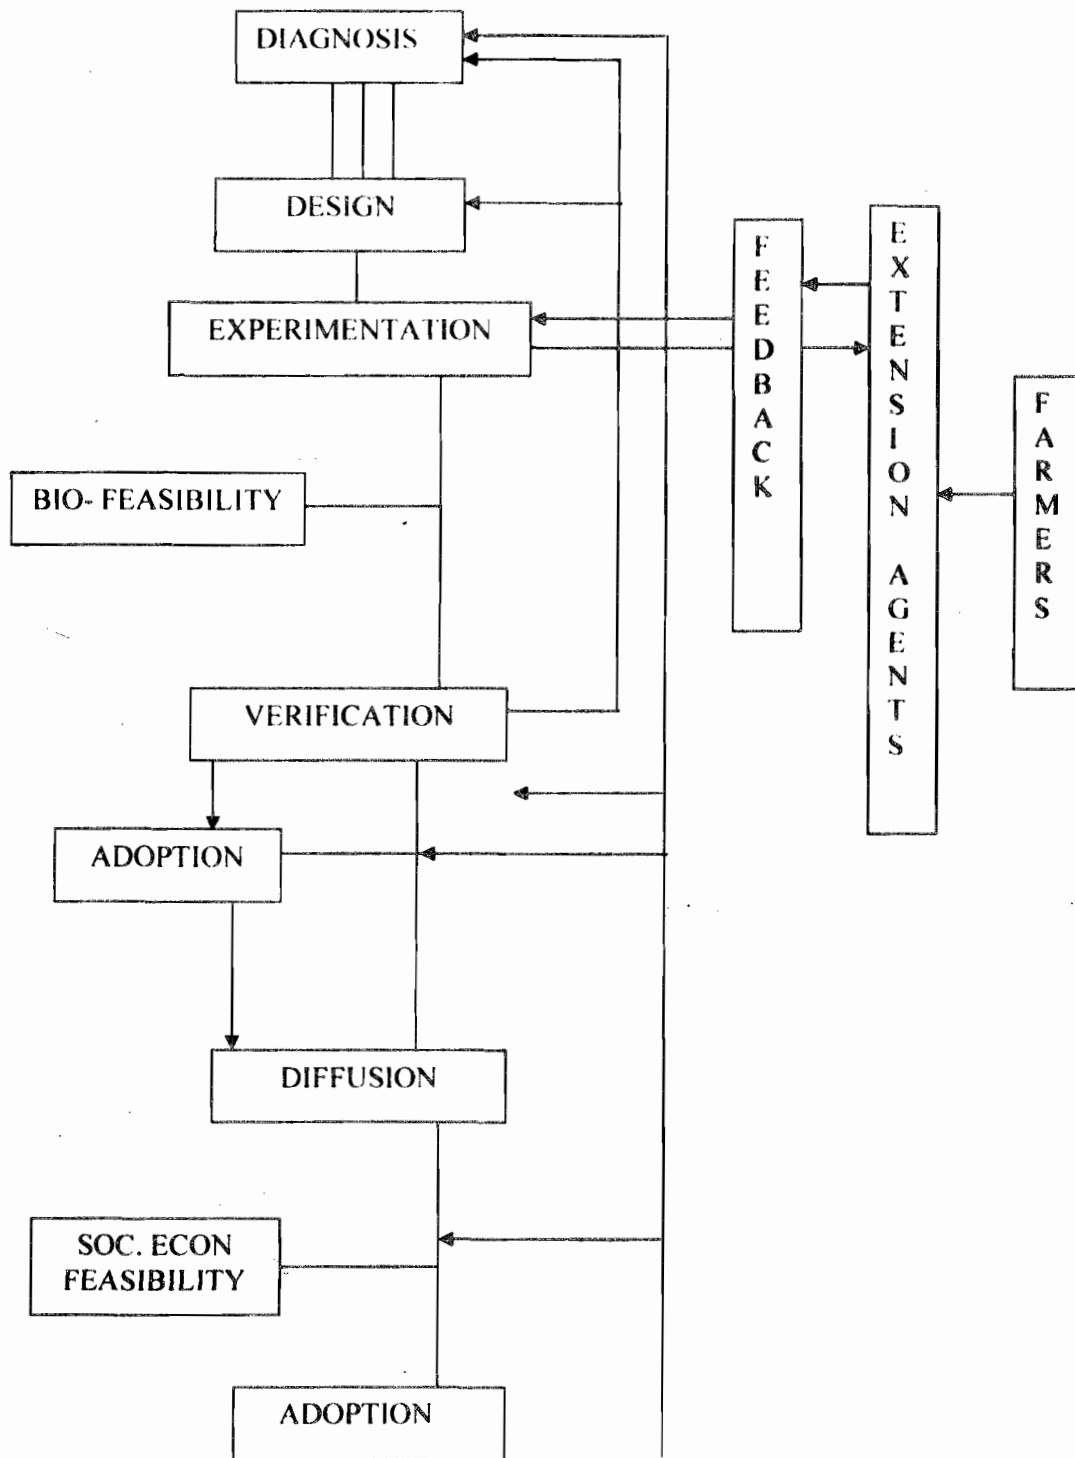 DIAGNOSIS
DESIGN
EXPERIMENTATION
FEEDBACK
EXTENSION AGENTS
FARMERS
BIO- FEASIBILITY
VERIFICATION
ADOPTION
DIFFUSION
SOC. ECON
FEASIBILITY
ADOPTION